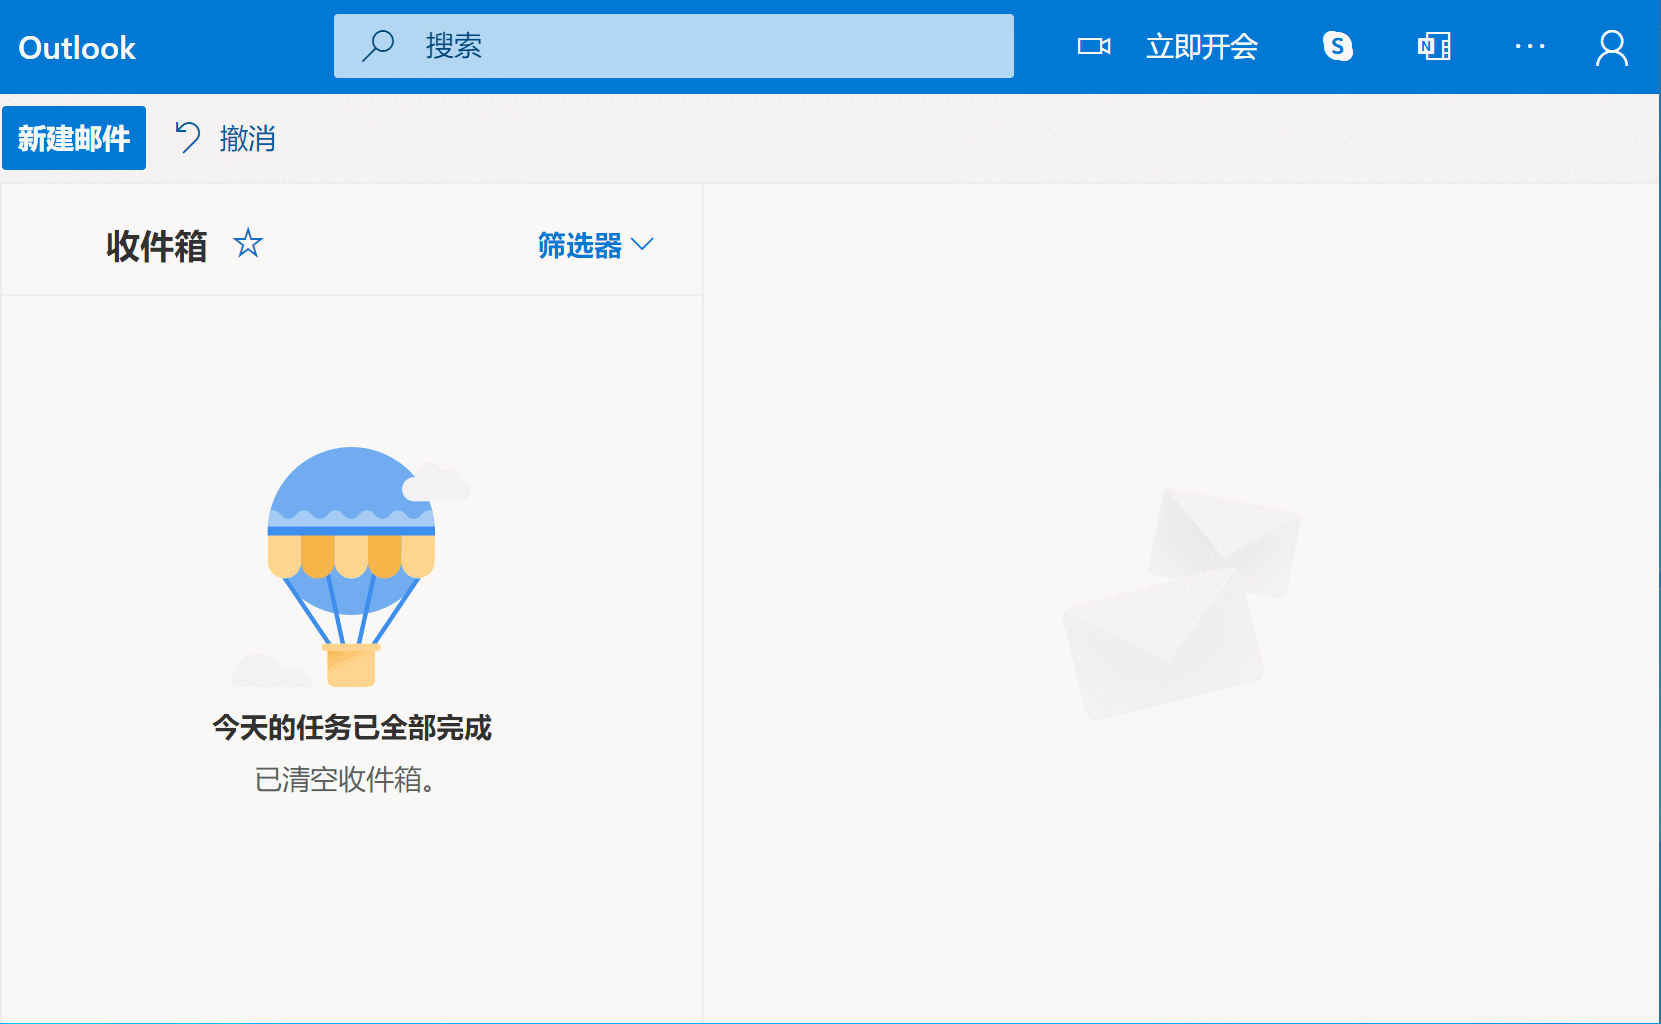 Outlook
搜索
立即开会
S
N
新建邮件
撤消
收件箱
筛选器
今天的任务已全部完成
已清空收件箱。